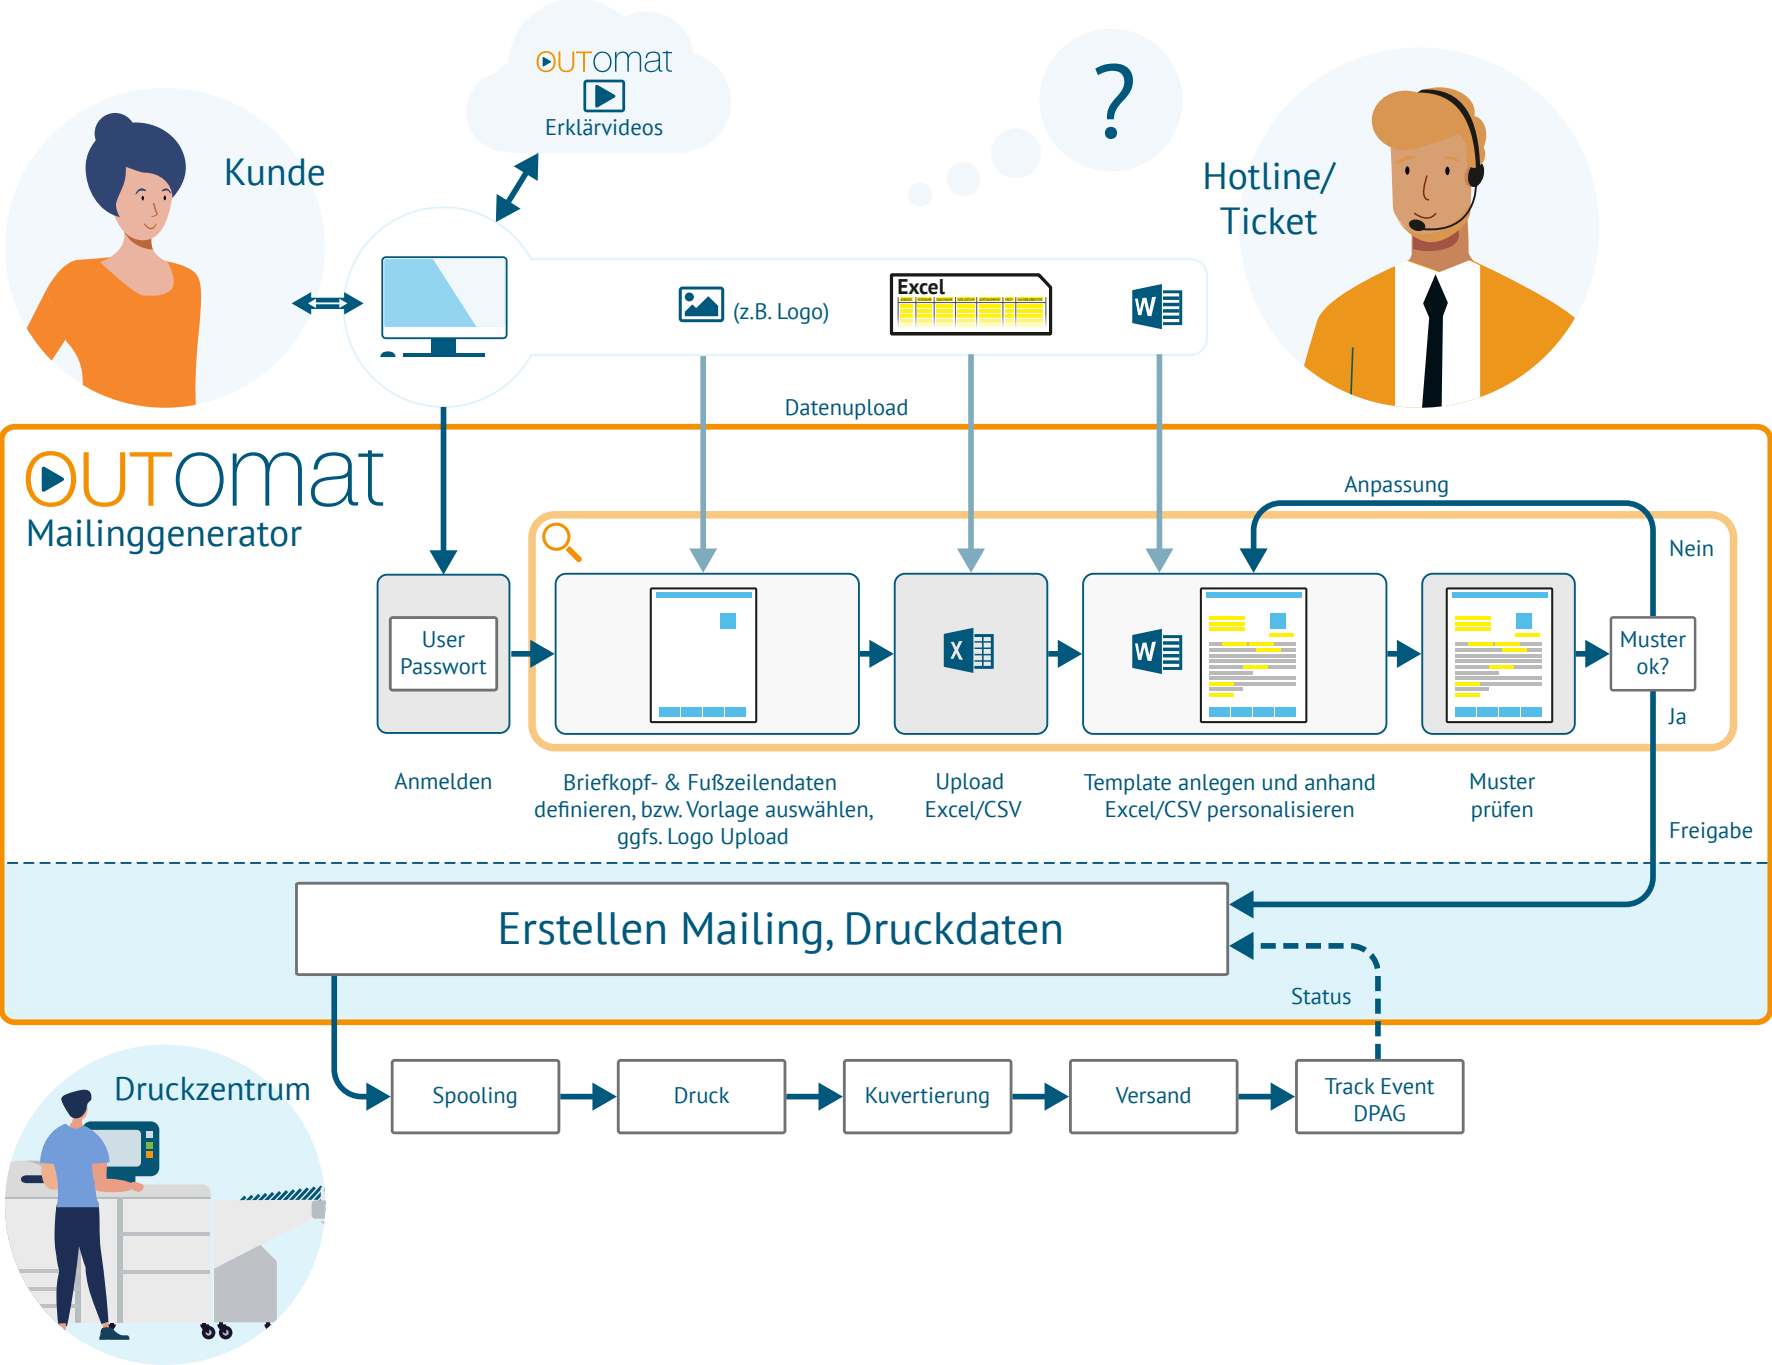 OUTomat
Erklärvideos
Kunde
?
Hotline/
Ticket
(z.B. Logo)
Excel
W
Datenupload
OUTomat
Mailinggenerator
Anpassung
Nein
User
Passwort
X
W
Muster
ok?
Ja
Anmelden
Briefkopf- & Fußzeilendaten
definieren, bzw. Vorlage auswählen,
ggfs. Logo Upload
Upload
Excel/CSV
Template anlegen und anhand
Excel/CSV personalisieren
Muster
prüfen
Freigabe
Erstellen Mailing, Druckdaten
Status
Druckzentrum
Spooling
Druck
Kuvertierung
Versand
Track Event
DPAG